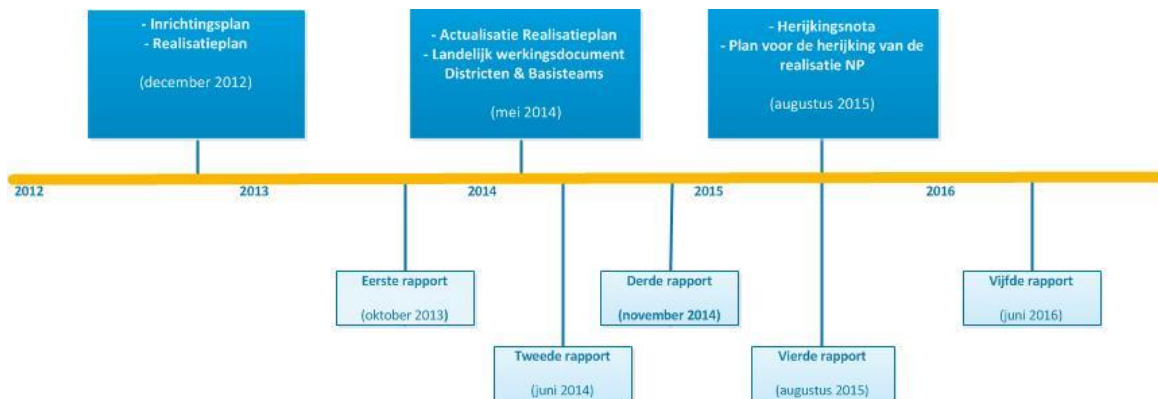 - Inrichtingsplan
- Realisatieplan
(december 2012)
- Actualisatie Realisatieplan
- Landelijk werkingsdocument
Districten & Basisteams
(mei 2014)
- Herijkingsnota
- Plan voor de herijking van de
realisatie NP
(augustus 2015)
2012
2013
2014
2015
2016
Eerste rapport
(oktober 2013)
Tweede rapport
(juni 2014)
Derde rapport
(november 2014)
Vierde rapport
(augustus 2015)
Vijfde rapport
(juni 2016)